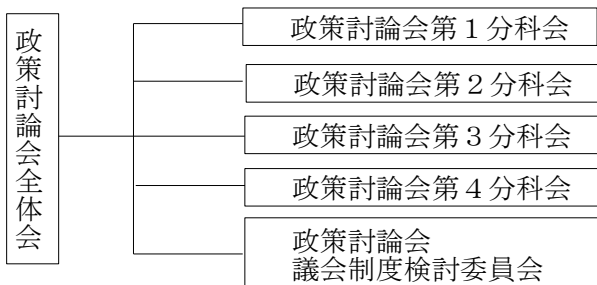 政策討論会全体会
政策討論会第１分科会
政策討論会第２分科会
政策討論会第３分科会
政策討論会第４分科会
政策討論会
議会制度検討委員会